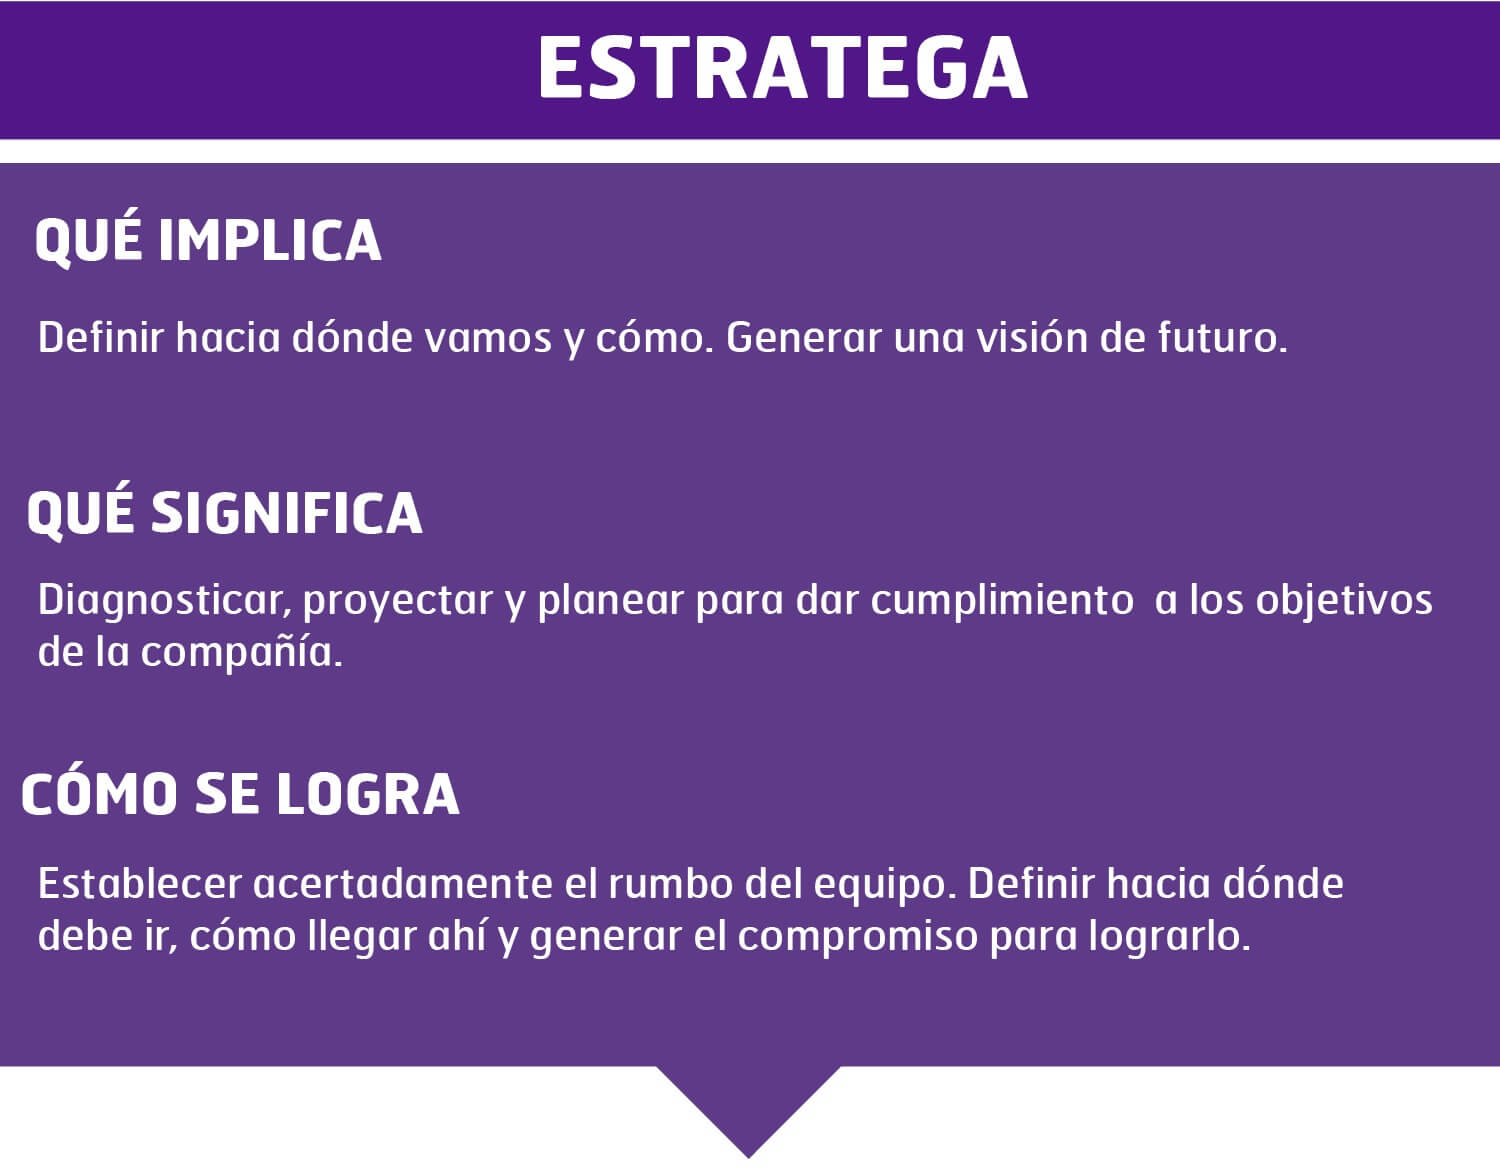 ESTRATEGA
QUÉ IMPLICA
Definir hacia dónde vamos y cómo. Generar una visión de futuro.
QUÉ SIGNIFICA
Diagnosticar, proyectar y planear para dar cumplimiento  a los objetivos
de la compañía.
CÓMO SE LOGRA
Establecer acertadamente el rumbo del equipo. Definir hacia dónde
debe ir, cómo llegar ahí y generar el compromiso para lograrlo.